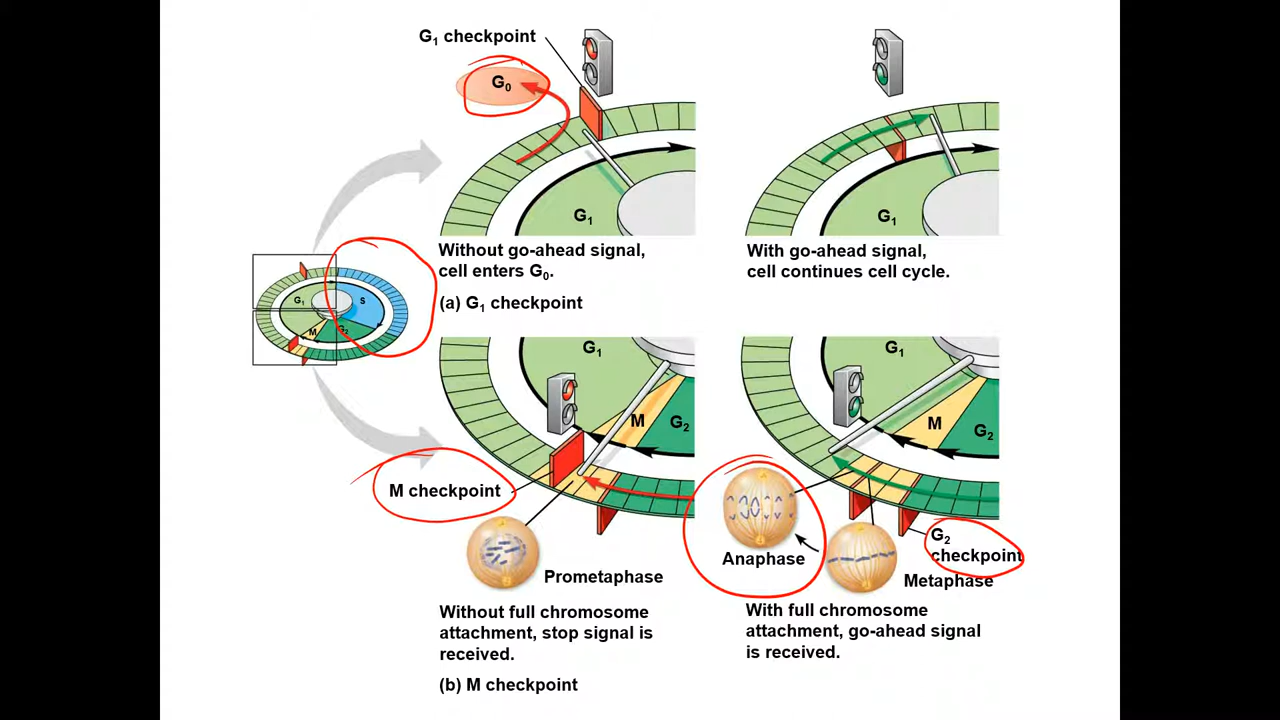 G₁ checkpoint
G₀
G₁
Without go-ahead signal,
cell enters G₀.
(a) G₁ checkpoint
G₁
With go-ahead signal,
cell continues cell cycle.
G₁
S
M
G₂
G₁
M
G₂
M checkpoint
Prometaphase
Without full chromosome
attachment, stop signal is
received.
(b) M checkpoint
G₁
M
G₂
Anaphase
G₂
checkpoint
Metaphase
With full chromosome
attachment, go-ahead signal
is received.